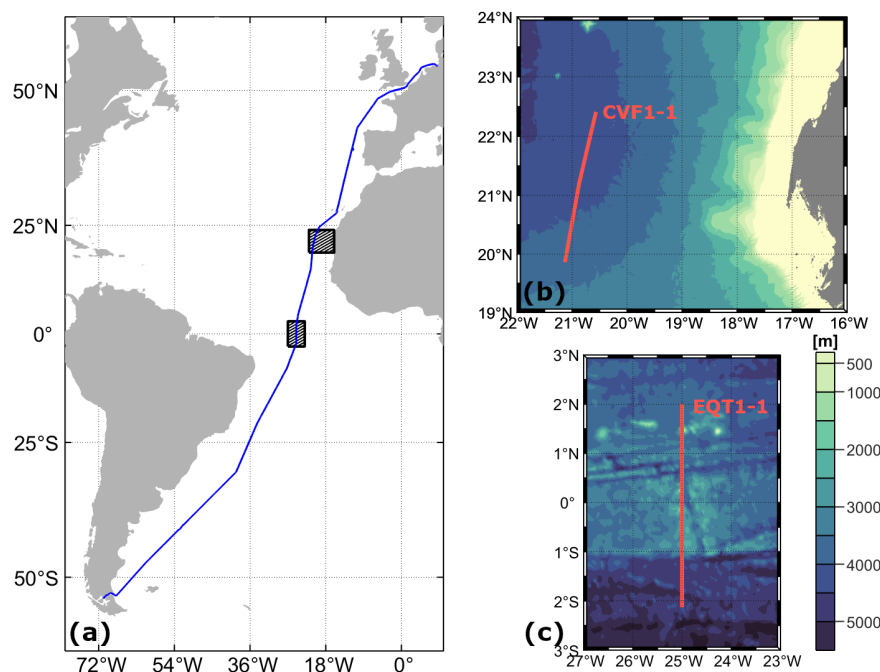 50°N
25°N
0°
25°S
50°S
(a)
72°W 54°W 36°W 18°W 0°
24°N
23°N
22°N
21°N
20°N
19°N
CVF1-1
(b)
22°W 21°W 20°W 19°W 18°W 17°W 16°W
[m]
500
1000
2000
3000
4000
5000
3°N
2°N
1°N
0°
1°S
2°S
3°S
EQT1-1
(c)
27°W 26°W 25°W 24°W 23°W